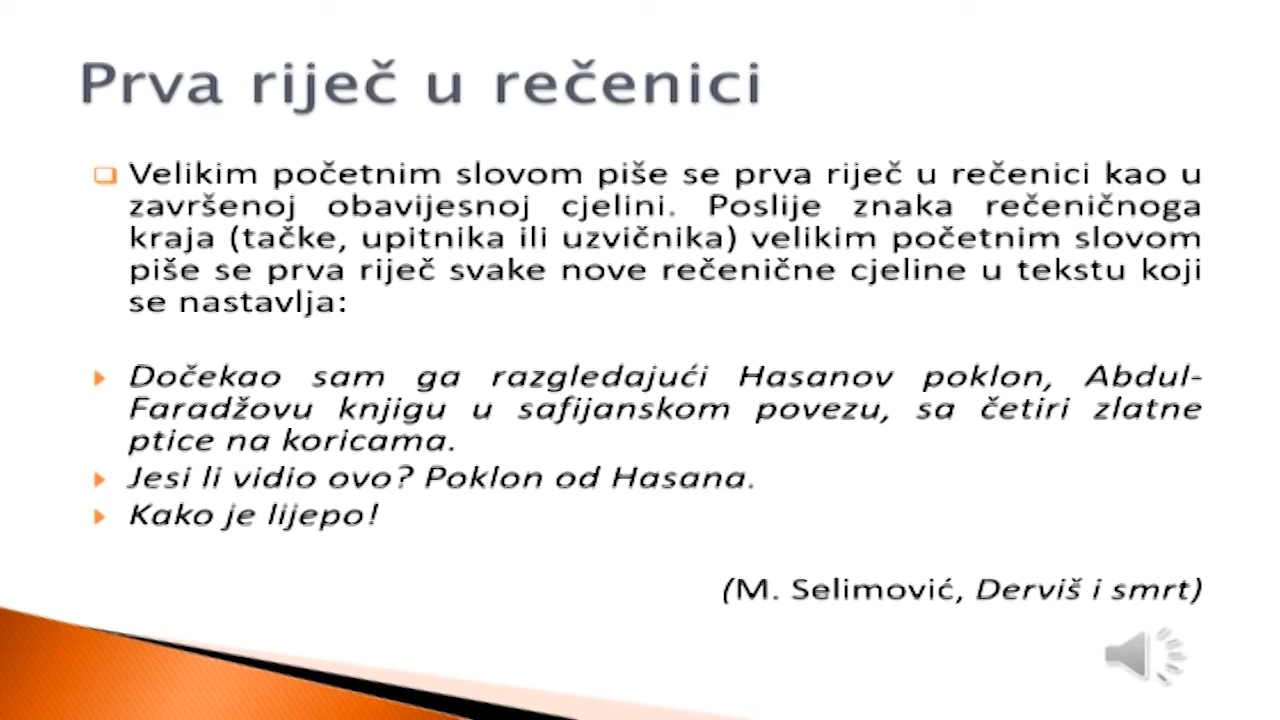 Prva riječ u rečenici
Velikim početnim slovom piše se prva riječ u rečenici kao u
završenoj obavijesnoj cjelini. Poslije znaka rečeničnoga
kraja (tačke, upitnika ili uzvičnika) velikim početnim slovom
piše se prva riječ svake nove rečenične cjeline u tekstu koji
se nastavlja:
Dočekao sam ga razgledajući Hasanov poklon, Abdul-
Faradžovu knjigu u safijanskom povezu, sa četiri zlatne
ptice na koricama.
Jesi li vidio ovo? Poklon od Hasana.
Kako je lijepo!
(M. Selimović, Derviš i smrt)